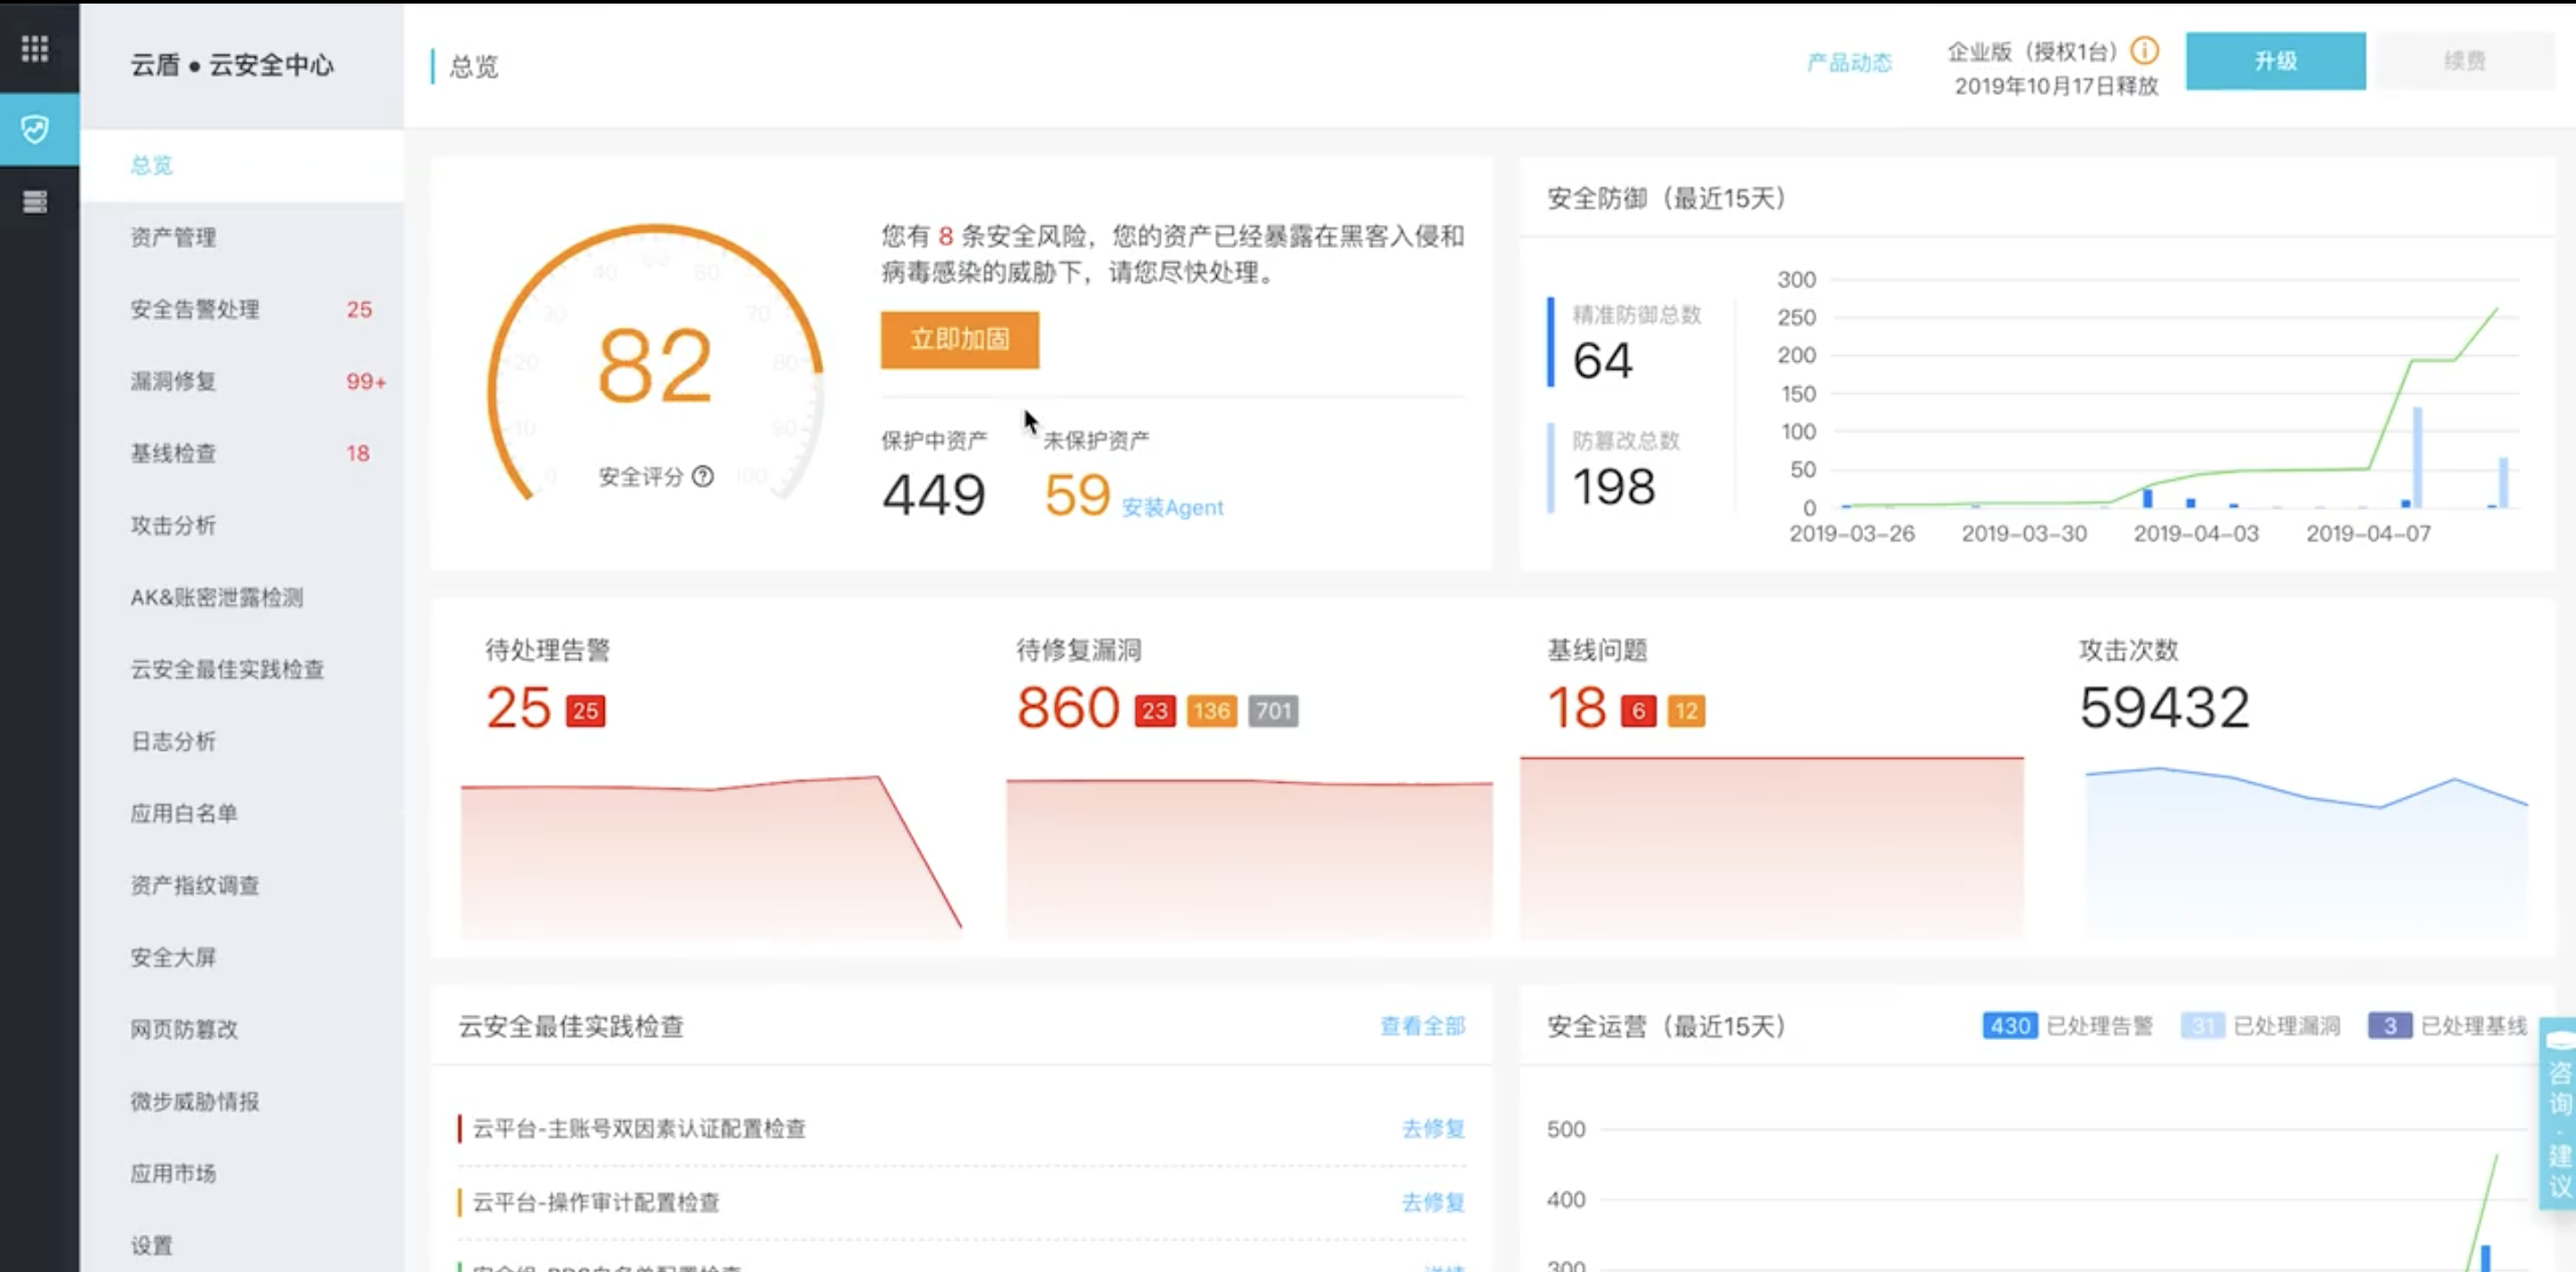 云盾 • 云安全中心
总览
资产管理
安全告警处理 25
漏洞修复 99+
基线检查 18
攻击分析
AK&账密泄露检测
云安全最佳实践检查
日志分析
应用白名单
资产指纹调查
安全大屏
网页防篡改
微步威胁情报
应用市场
设置
总览
产品动态
企业版（授权1台）
2019年10月17日释放
升级
续费
0 10 20 30 40 60 70 80 90 100
82
安全评分
您有 8 条安全风险，您的资产已经暴露在黑客入侵和
病毒感染的威胁下，请您尽快处理。
立即加固
保护中资产 未保护资产
449 59 安装Agent
安全防御（最近15天）
精准防御总数
64
防篡改总数
198
300
250
200
150
100
50
0
2019-03-26 2019-03-30 2019-04-03 2019-04-07
待处理告警
25 25
待修复漏洞
860 23 136 701
基线问题
18 6 12
攻击次数
59432
云安全最佳实践检查 查看全部
云平台-主账号双因素认证配置检查 去修复
云平台-操作审计配置检查 去修复
安全运营（最近15天） 430 已处理告警 31 已处理漏洞 3 已处理基线
500
400
300
咨询·建议